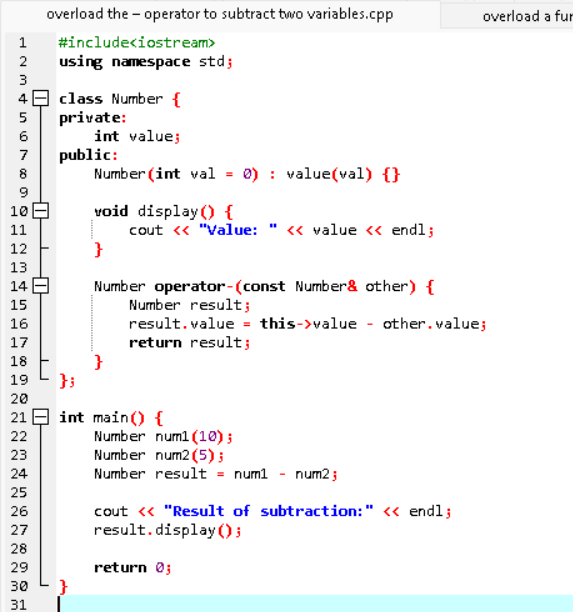 overload the – operator to subtract two variables.cpp
overload a fur
1 #include<iostream>
2 using namespace std;
3
4 class Number {
5 private:
6     int value;
7 public:
8     Number(int val = 0) : value(val) {}
9
10     void display() {
11         cout << "Value: " << value << endl;
12     }
13
14     Number operator-(const Number& other) {
15         Number result;
16         result.value = this->value - other.value;
17         return result;
18     }
19 };
20
21 int main() {
22     Number num1(10);
23     Number num2(5);
24     Number result = num1 - num2;
25
26     cout << "Result of subtraction:" << endl;
27     result.display();
28
29     return 0;
30 }
31